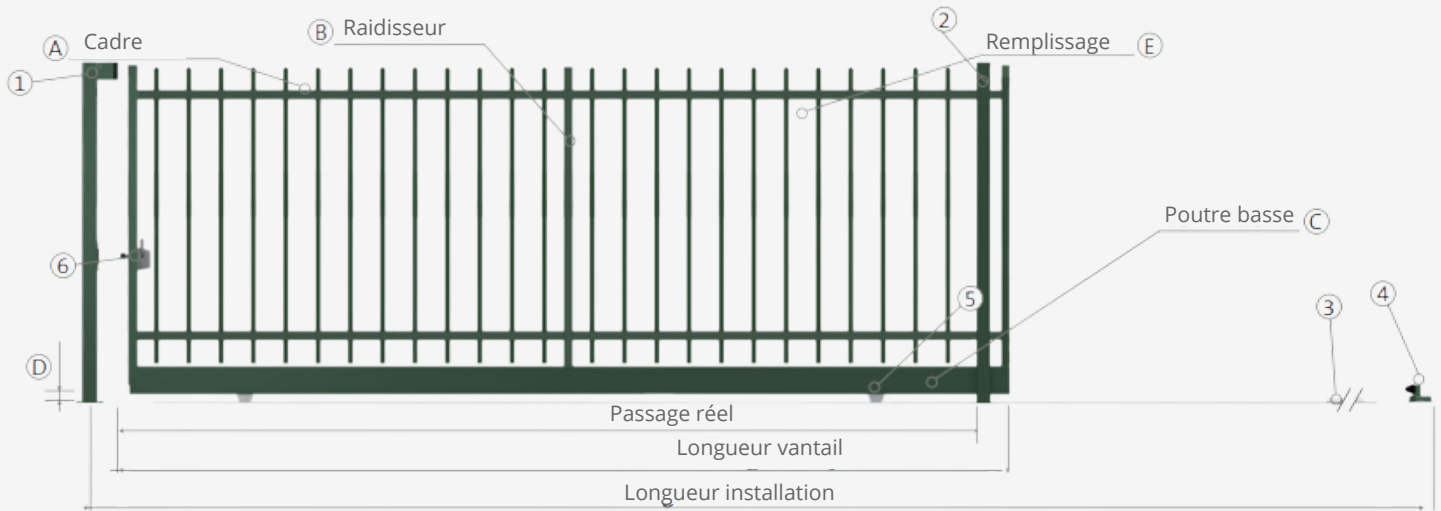 A Cadre
B Raidisseur
2
Remplissage E
1
Poutre basse C
6
5
3
4
D
Passage réel
Longueur vantail
Longueur installation